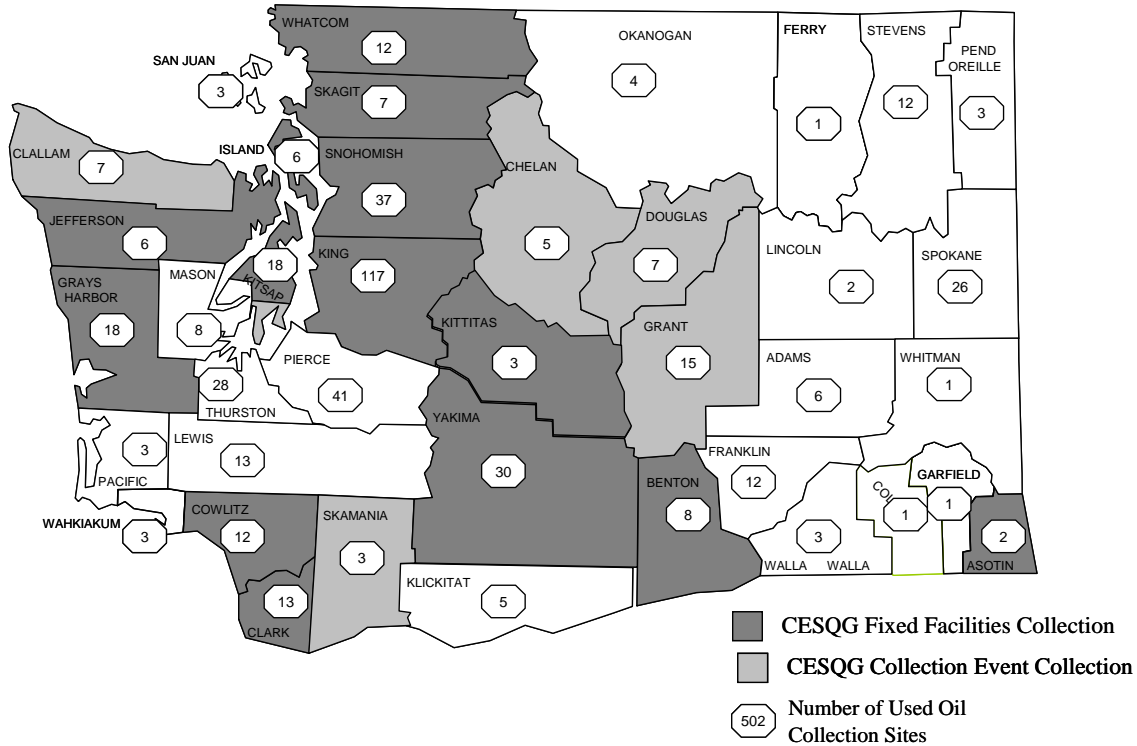 WHATCOM
12
OKANOGAN
4
FERRY
1
STEVENS
12
PEND
OREILLE
3
SAN JUAN
3
SKAGIT
7
ISLAND
6
SNOHOMISH
37
CLALLAM
7
CHELAN
5
DOUGLAS
7
JEFFERSON
6
KITSAP
18
KING
117
LINCOLN
2
SPOKANE
26
GRAYS
HARBOR
18
MASON
8
KITTITAS
3
GRANT
15
ADAMS
6
WHITMAN
1
PIERCE
41
28
THURSTON
YAKIMA
30
LEWIS
13
3
PACIFIC
FRANKLIN
12
BENTON
8
GARFIELD
1
COL
1
WAHKIAKUM
3
COWLITZ
12
SKAMANIA
3
3
WALLA WALLA
2
ASOTIN
KLICKITAT
5
13
CLARK
CESQG Fixed Facilities Collection
CESQG Collection Event Collection
502
Number of Used Oil
Collection Sites